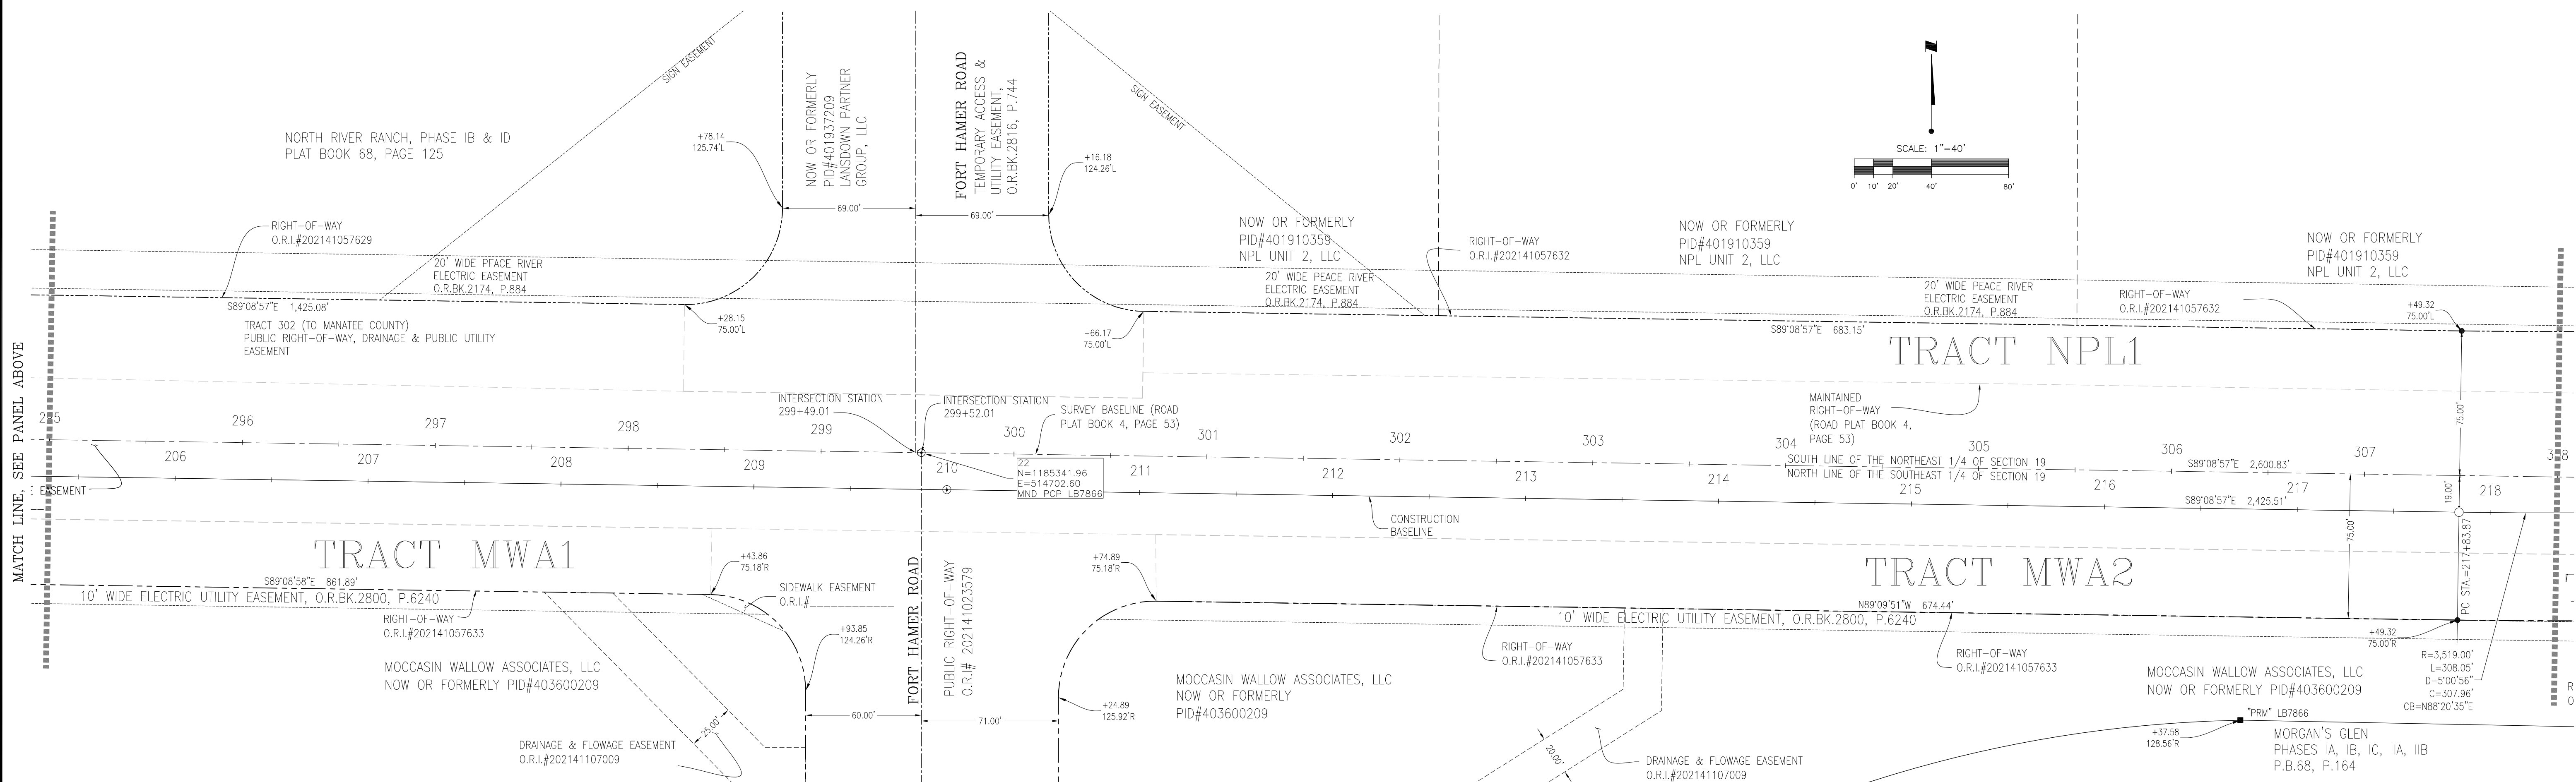 MATCH LINE, SEE PANEL ABOVE
NORTH RIVER RANCH, PHASE IB & ID
PLAT BOOK 68, PAGE 125
SIGN EASEMENT
+78.14
125.74'L
NOW OR FORMERLY
PID#401937209
LANSDOWN PARTNER
GROUP, LLC
FORT HAMER ROAD
TEMPORARY ACCESS &
UTILITY EASEMENT,
O.R.BK.2816, P.744
+16.18
124.26'L
SIGN EASEMENT
SCALE: 1"=40'
0' 10' 20' 40' 80'
69.00'
69.00'
RIGHT-OF-WAY
O.R.I.#202141057629
20' WIDE PEACE RIVER
ELECTRIC EASEMENT
O.R.BK.2174, P.884
NOW OR FORMERLY
PID#401910359
NPL UNIT 2, LLC
20' WIDE PEACE RIVER
ELECTRIC EASEMENT
O.R.BK.2174, P.884
RIGHT-OF-WAY
O.R.I.#202141057632
NOW OR FORMERLY
PID#401910359
NPL UNIT 2, LLC
20' WIDE PEACE RIVER
ELECTRIC EASEMENT
O.R.BK.2174, P.884
RIGHT-OF-WAY
O.R.I.#202141057632
NOW OR FORMERLY
PID#401910359
NPL UNIT 2, LLC
+49.32
75.00'L
S89°08'57"E 1,425.08'
TRACT 302 (TO MANATEE COUNTY)
PUBLIC RIGHT-OF-WAY, DRAINAGE & PUBLIC UTILITY
EASEMENT
+28.15
75.00'L
+66.17
75.00'L
S89°08'57"E 683.15'
TRACT NPL1
INTERSECTION STATION
299+49.01
INTERSECTION STATION
299+52.01
SURVEY BASELINE (ROAD
PLAT BOOK 4, PAGE 53)
MAINTAINED
RIGHT-OF-WAY
(ROAD PLAT BOOK 4,
PAGE 53)
75.00'
295 296 297 298 299 300 301 302 303 304 305 306 307 308
SOUTH LINE OF THE NORTHEAST 1/4 OF SECTION 19
NORTH LINE OF THE SOUTHEAST 1/4 OF SECTION 19
S89°08'57"E 2,600.83'
206 207 208 209 210 211 212 213 214 215 216 217 218
22
N=1185341.96
E=514702.60
MND PCP LB7866
S89°08'57"E 2,425.51'
19.00'
E EASEMENT
CONSTRUCTION
BASELINE
75.00'
PC STA.=217+83.87
TRACT MWA1
S89°08'58"E 861.89'
10' WIDE ELECTRIC UTILITY EASEMENT, O.R.BK.2800, P.6240
+43.86
75.18'R
SIDEWALK EASEMENT
O.R.I.#
FORT HAMER ROAD
PUBLIC RIGHT-OF-WAY
O.R.I# 202141023579
+74.89
75.18'R
TRACT MWA2
N89°09'51"W 674.44'
10' WIDE ELECTRIC UTILITY EASEMENT, O.R.BK.2800, P.6240
RIGHT-OF-WAY
O.R.I.#202141057633
+93.85
124.26'R
RIGHT-OF-WAY
O.R.I.#202141057633
RIGHT-OF-WAY
O.R.I.#202141057633
+49.32
75.00'R
R=3,519.00'
L=308.05'
D=5°00'56"
C=307.96'
CB=N88°20'35"E
MOCCASIN WALLOW ASSOCIATES, LLC
NOW OR FORMERLY PID#403600209
MOCCASIN WALLOW ASSOCIATES, LLC
NOW OR FORMERLY
PID#403600209
MOCCASIN WALLOW ASSOCIATES, LLC
NOW OR FORMERLY PID#403600209
60.00'
71.00'
+24.89
125.92'R
25.00'
DRAINAGE & FLOWAGE EASEMENT
O.R.I.#202141107009
20.00'
DRAINAGE & FLOWAGE EASEMENT
O.R.I.#202141107009
"PRM" LB7866
+37.58
128.56'R
MORGAN'S GLEN
PHASES IA, IB, IC, IIA, IIB
P.B.68, P.164
R
O